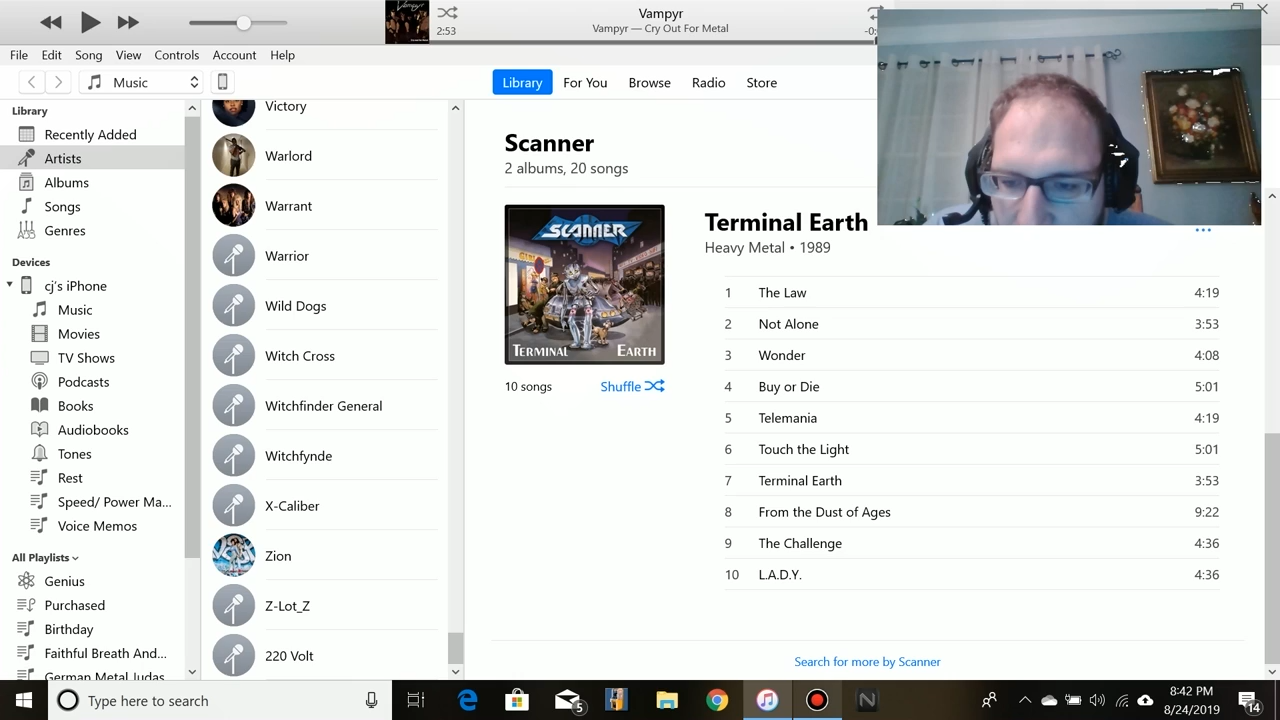 Vampyr
2:53
Vampyr — Cry Out For Metal
File Edit Song View Controls Account Help
Music
Library For You Browse Radio Store
Library
Recently Added
Artists
Albums
Songs
Genres
Devices
cj's iPhone
Music
Movies
TV Shows
Podcasts
Books
Audiobooks
Tones
Rest
Speed/ Power Ma...
Voice Memos
All Playlists
Genius
Purchased
Birthday
Faithful Breath And...
German Metal Judas
Victory
Warlord
Warrant
Warrior
Wild Dogs
Witch Cross
Witchfinder General
Witchfynde
X-Caliber
Zion
Z-Lot_Z
220 Volt
Scanner
2 albums, 20 songs
SCANNER
TERMINAL EARTH
10 songs Shuffle
Terminal Earth
Heavy Metal • 1989
1 The Law 4:19
2 Not Alone 3:53
3 Wonder 4:08
4 Buy or Die 5:01
5 Telemania 4:19
6 Touch the Light 5:01
7 Terminal Earth 3:53
8 From the Dust of Ages 9:22
9 The Challenge 4:36
10 L.A.D.Y. 4:36
Search for more by Scanner
Type here to search
5
8:42 PM
8/24/2019
14